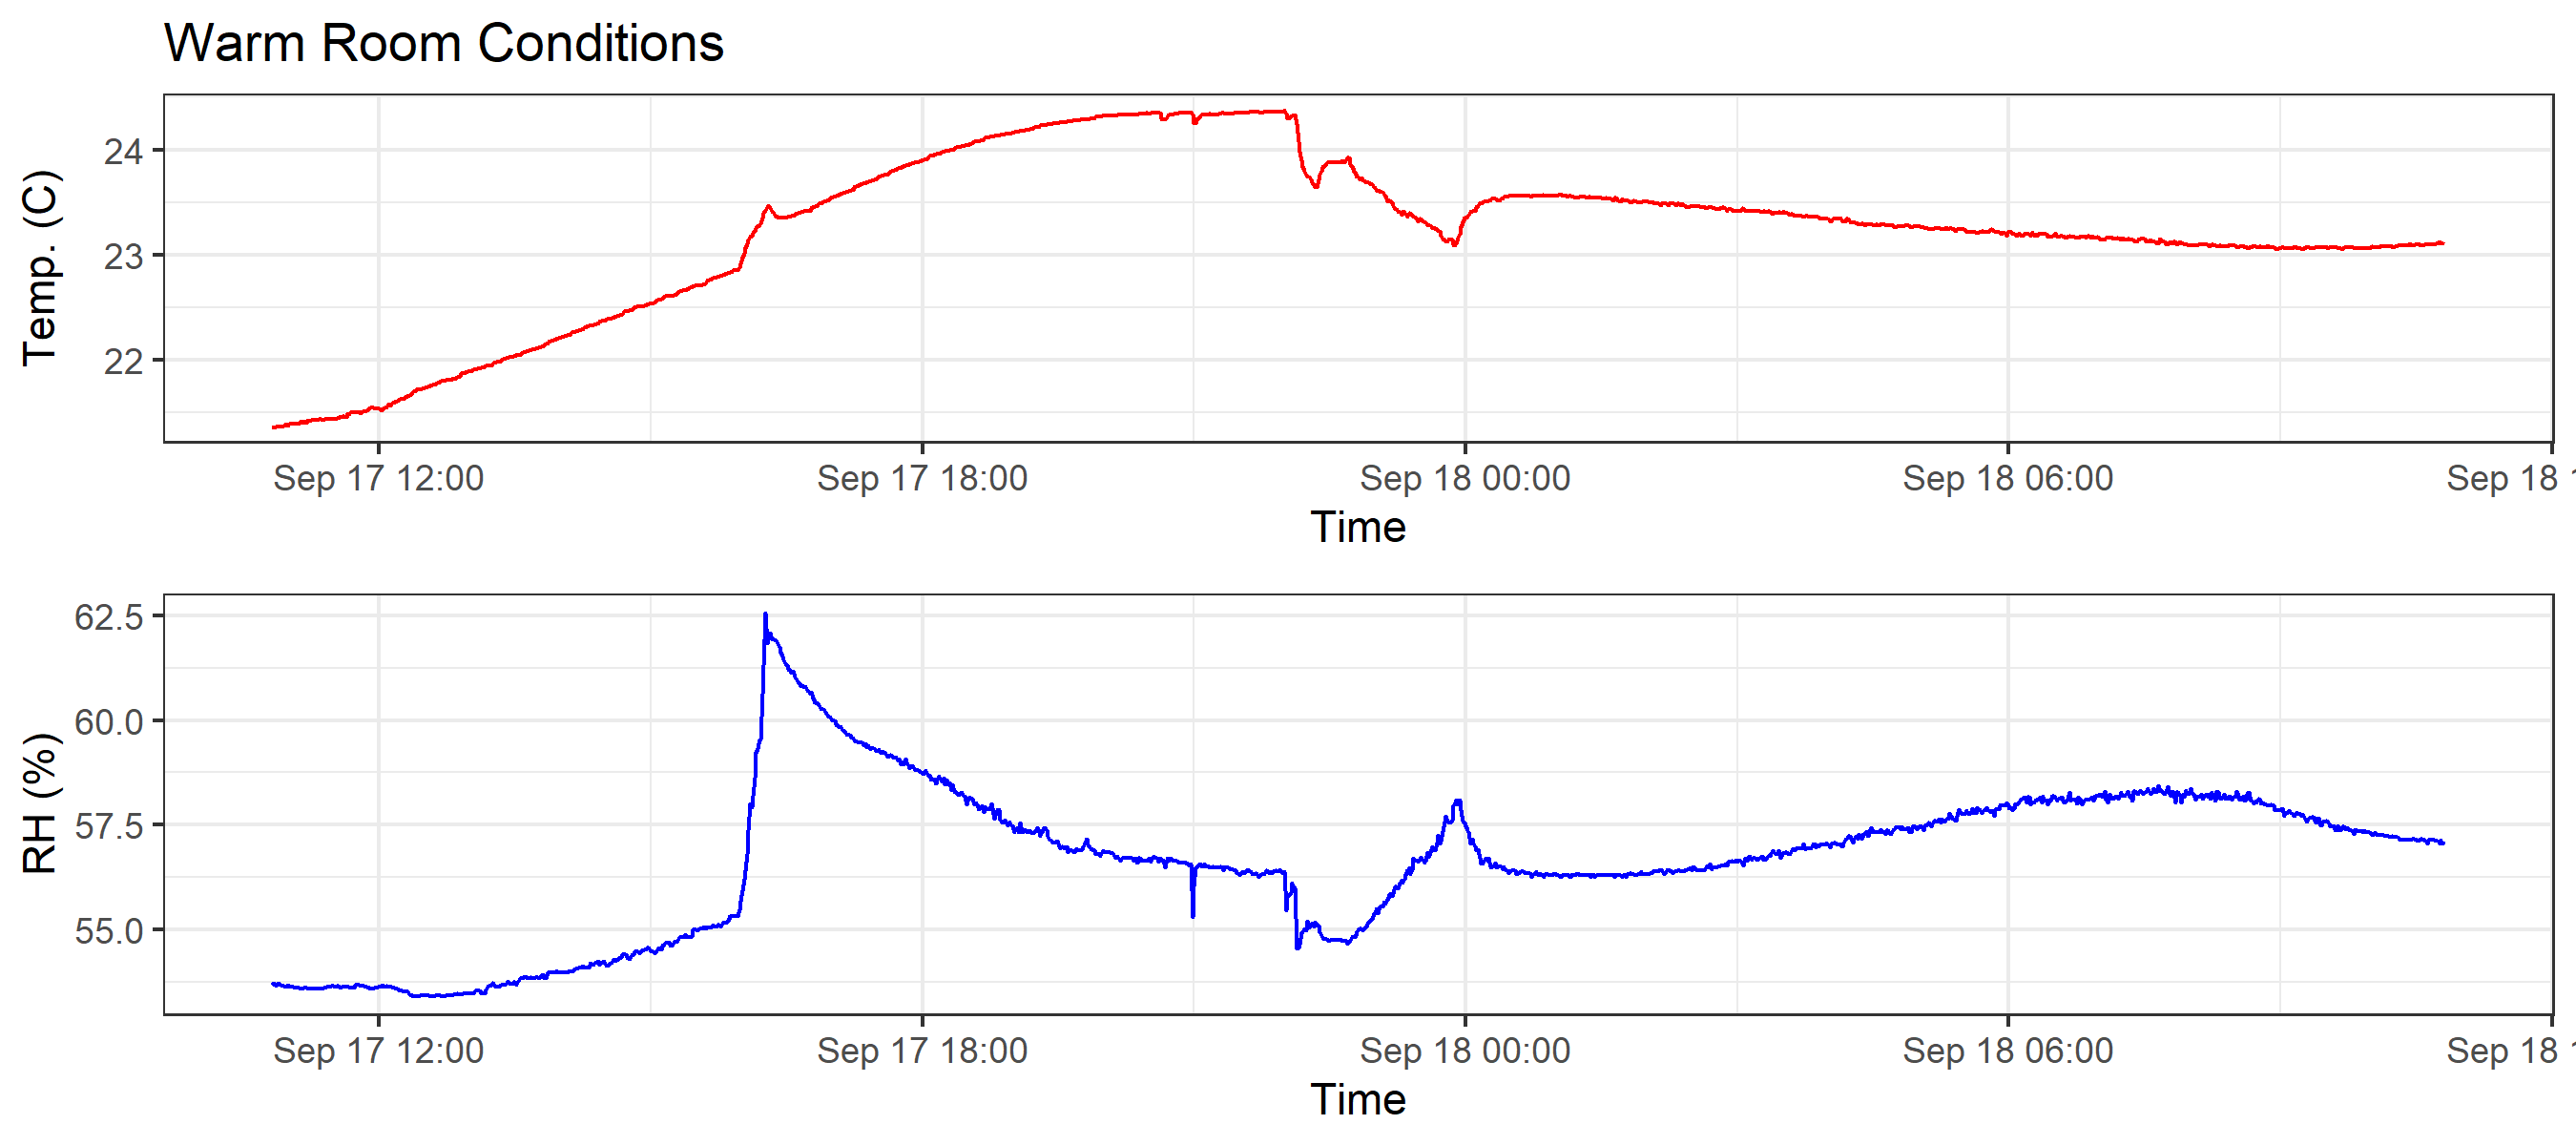 Warm Room Conditions
Temp. (C)
24
23
22
Sep 17 12:00 Sep 17 18:00 Sep 18 00:00 Sep 18 06:00 Sep 18 1
Time
RH (%)
62.5
60.0
57.5
55.0
Sep 17 12:00 Sep 17 18:00 Sep 18 00:00 Sep 18 06:00 Sep 18 1
Time